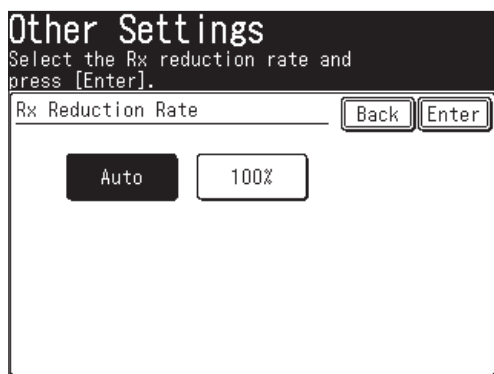 Other Settings
Select the Rx reduction rate and
press [Enter].
Rx Reduction Rate
Back Enter
Auto 100%